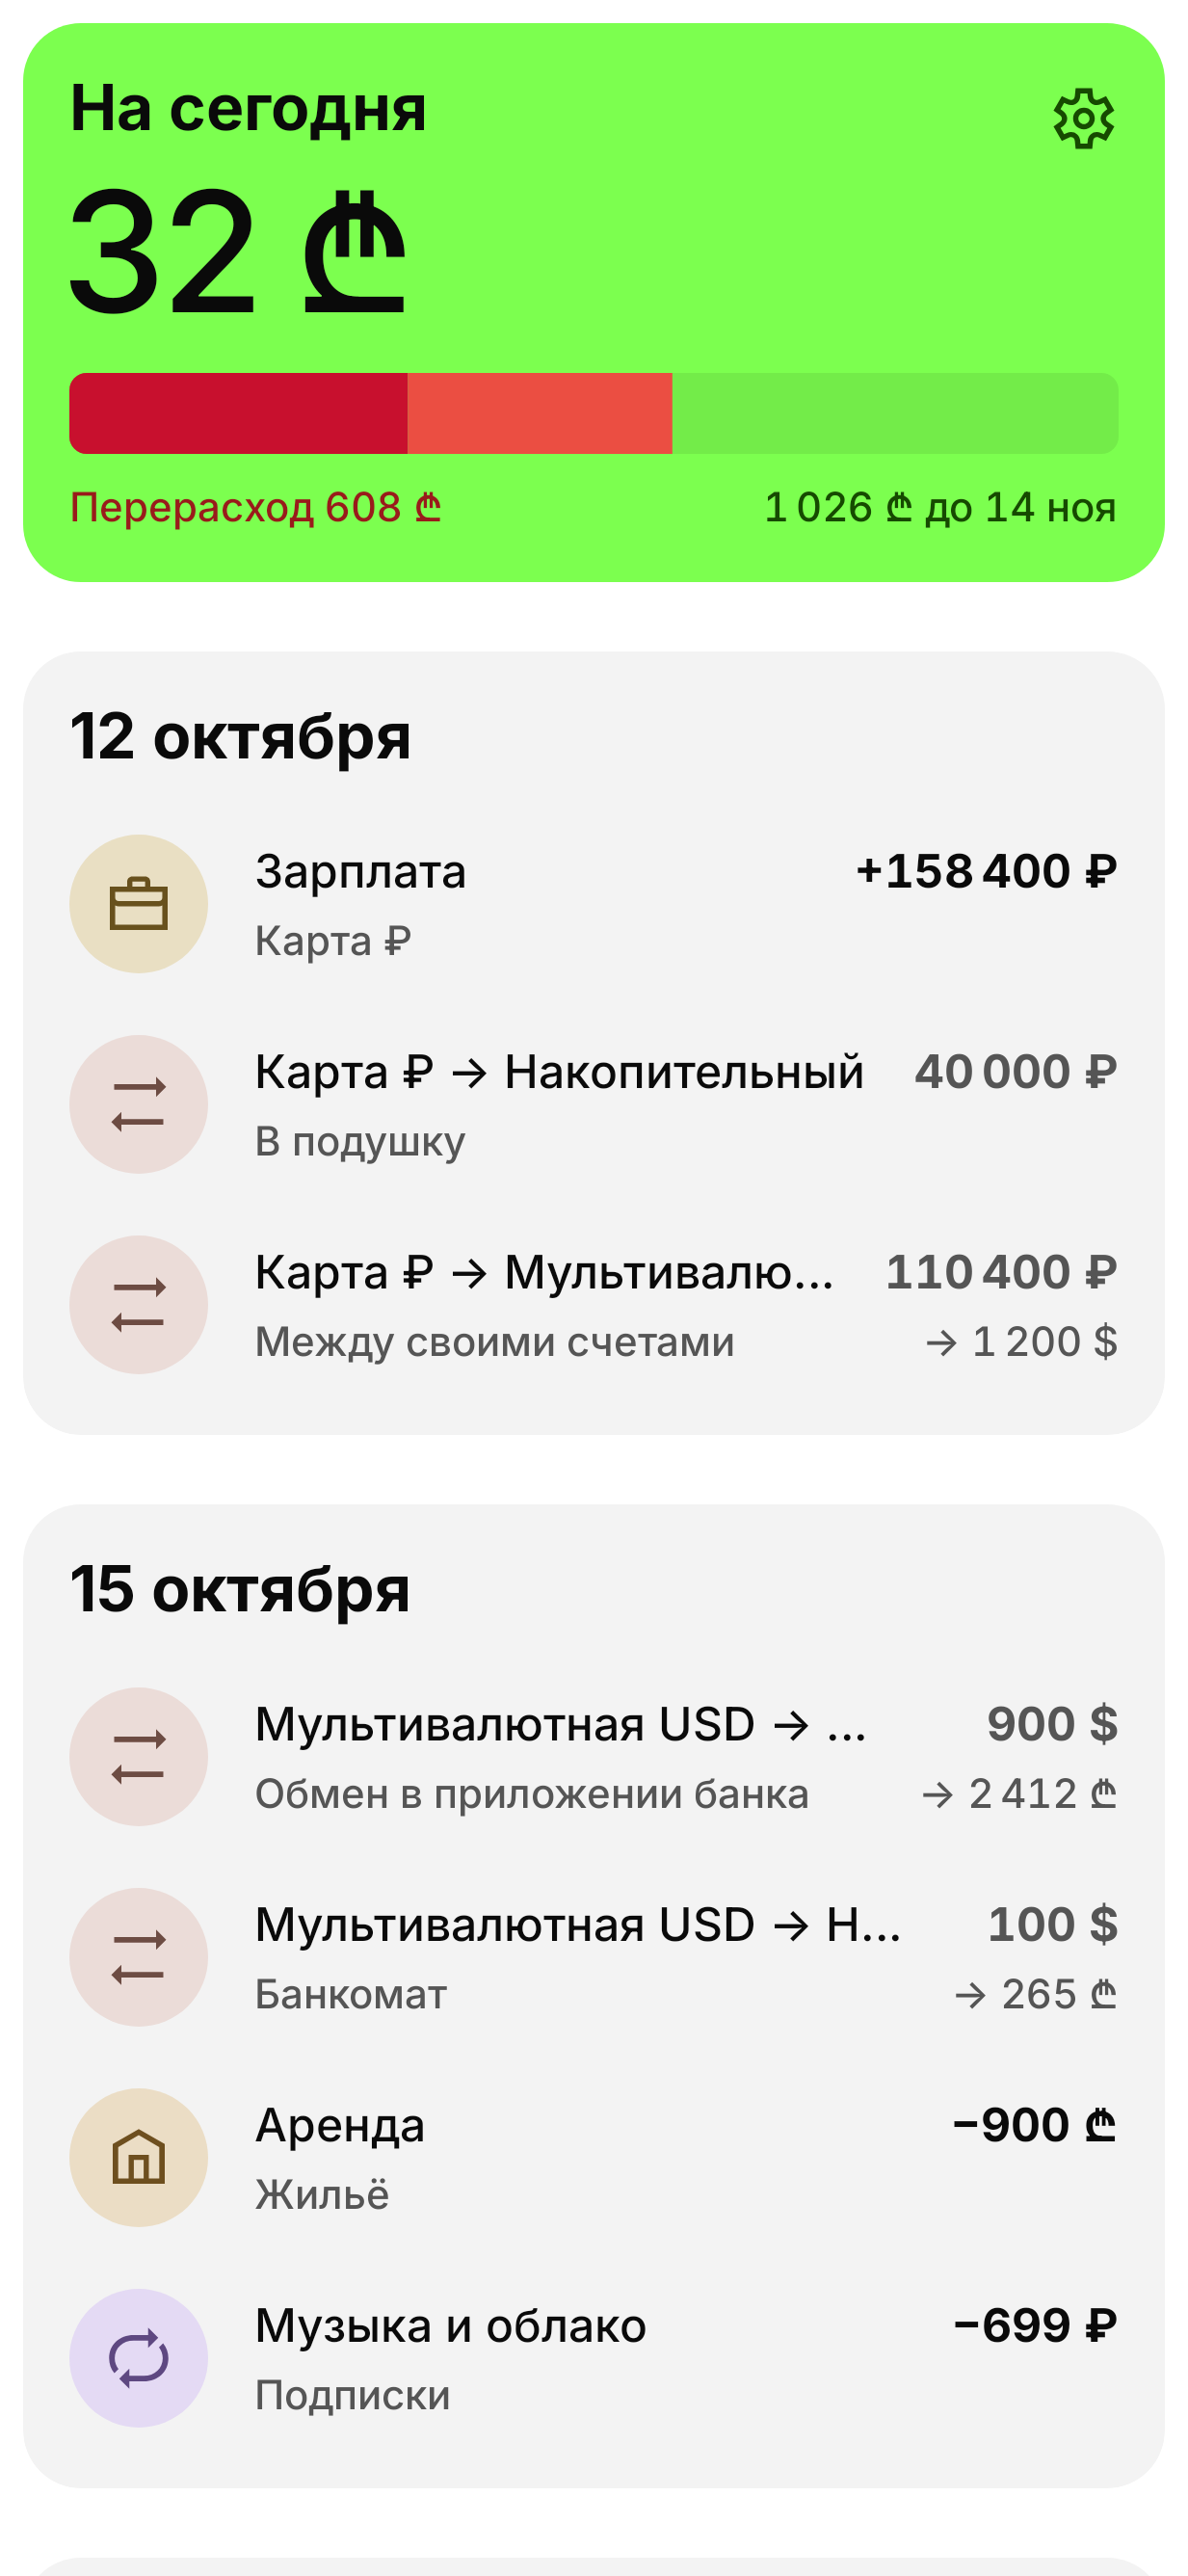 На сегодня
32 ₾
Перерасход 608 ₾
1 026 ₾ до 14 ноя
12 октября
Зарплата
+158 400 ₽
Карта ₽
Карта ₽ → Накопительный
40 000 ₽
В подушку
Карта ₽ → Мультивалю...
110 400 ₽
Между своими счетами
→ 1 200 $
15 октября
Мультивалютная USD → ...
900 $
Обмен в приложении банка
→ 2 412 ₾
Мультивалютная USD → Н...
100 $
Банкомат
→ 265 ₾
Аренда
−900 ₾
Жильё
Музыка и облако
−699 ₽
Подписки